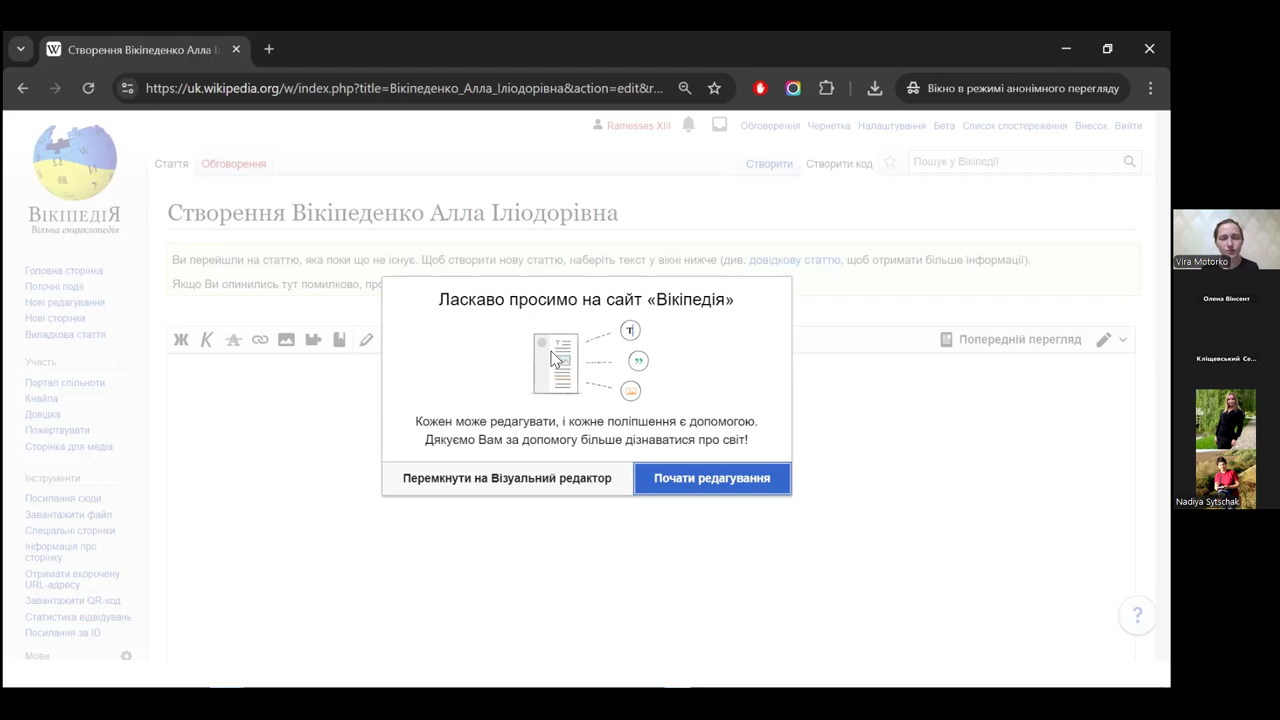 Створення Вікіпеденко Алла І
https://uk.wikipedia.org/w/index.php?title=Вікіпеденко_Алла_Іліодорівна&action=edit&r...
Вікно в режимі анонімного перегляду
Ramesses XIII
Обговорення Чернетка Налаштування Бета Список спостереження Внесок Вийти
Стаття Обговорення Створити Створити код Пошук у Вікіпедії
ВІКІПЕДІЯ
Вільна енциклопедія
Створення Вікіпеденко Алла Іліодорівна
Ви перейшли на статтю, яка поки що не існує. Щоб створити нову статтю, наберіть текст у вікні нижче (див. довідкову статтю, щоб отримати більше інформації).
Якщо Ви опинились тут помилково, про
Головна сторінка
Поточні події
Нові редагування
Нові сторінки
Випадкова стаття
Участь
Портал спільноти
Кнайпа
Довідка
Пожертвувати
Сторінка для медіа
Інструменти
Посилання сюди
Завантажити файл
Спеціальні сторінки
Інформація про
сторінку
Отримати вкорочену
URL-адресу
Завантажити QR-код
Статистика відвідувань
Посилання за ID
Мови
Ж К А Попередній перегляд
Ласкаво просимо на сайт «Вікіпедія»
T
Кожен може редагувати, і кожне поліпшення є допомогою.
Дякуємо Вам за допомогу більше дізнаватися про світ!
Перемкнути на Візуальний редактор Почати редагування
?
Vira Motorko
Олена Вінсент
Кліщевський Се...
Nadiya Sytschak